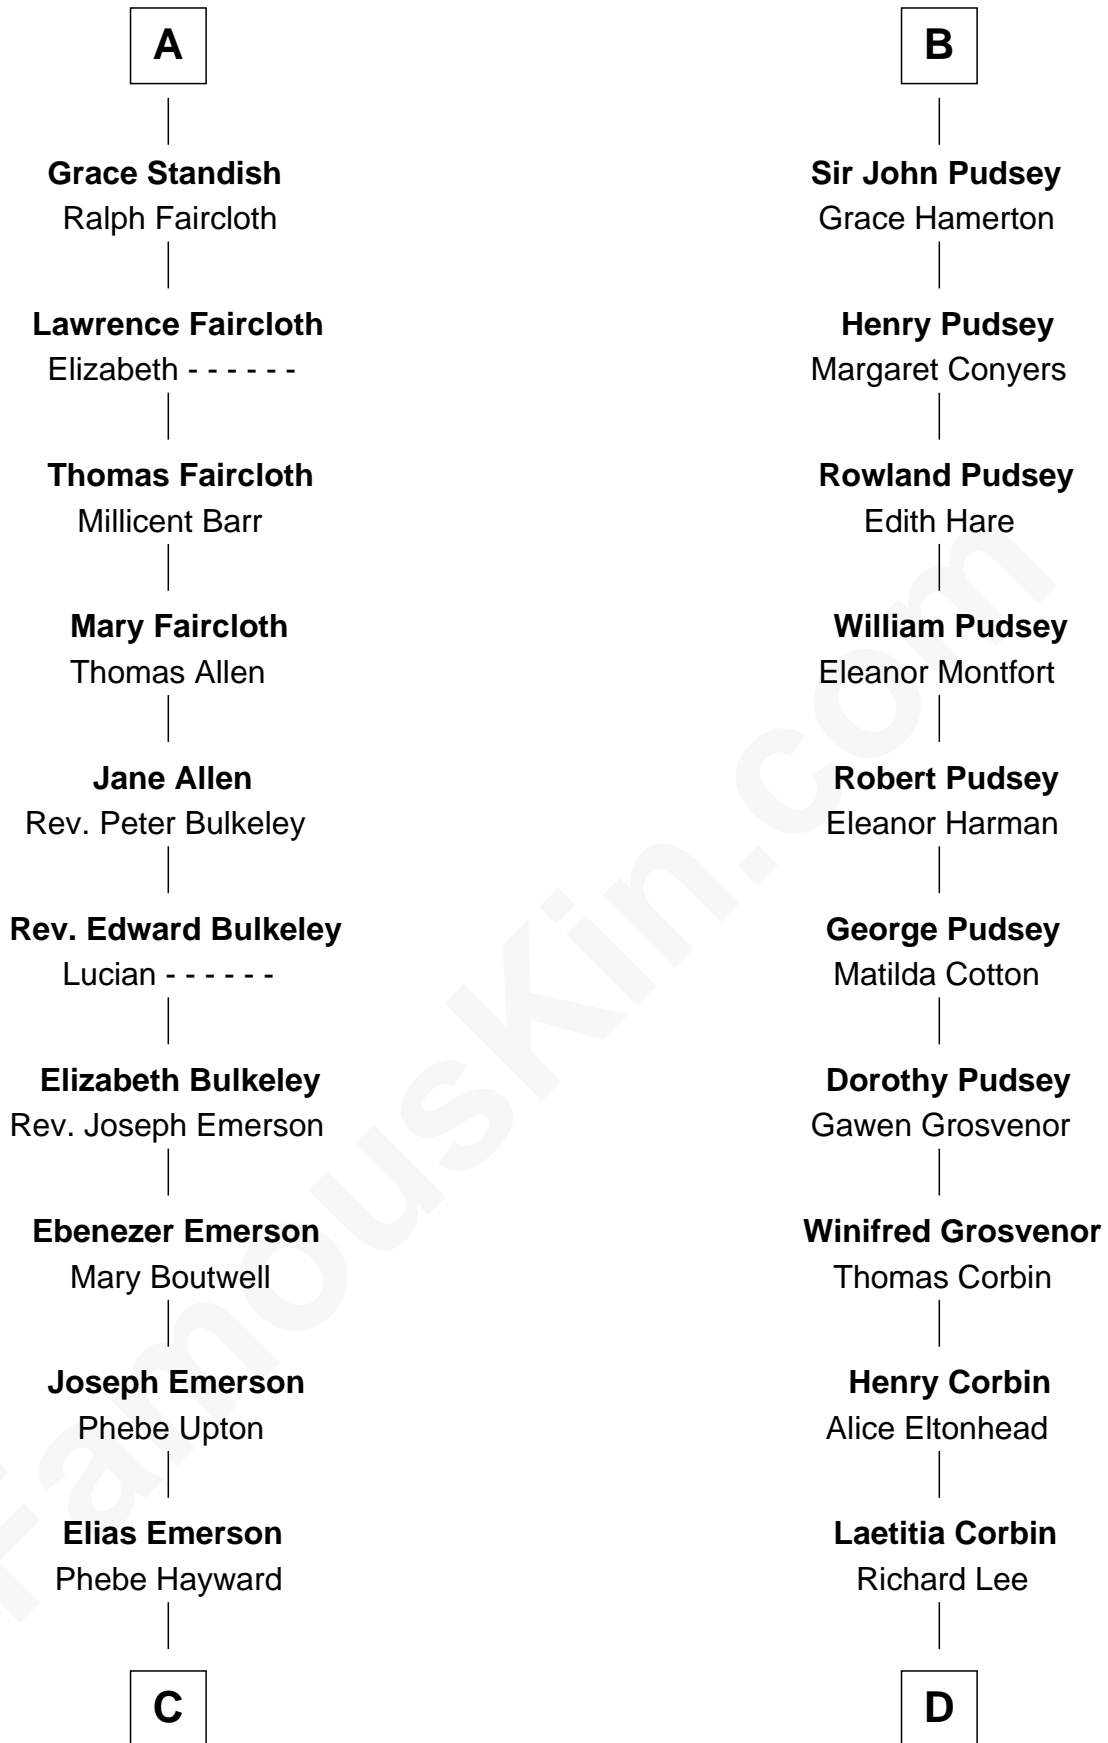 A
Grace Standish
Ralph Faircloth
Lawrence Faircloth
Elizabeth - - - - - -
Thomas Faircloth
Millicent Barr
Mary Faircloth
Thomas Allen
Jane Allen
Rev. Peter Bulkeley
Rev. Edward Bulkeley
Lucian - - - - - -
Elizabeth Bulkeley
Rev. Joseph Emerson
Ebenezer Emerson
Mary Boutwell
Joseph Emerson
Phebe Upton
Elias Emerson
Phebe Hayward
C
B
Sir John Pudsey
Grace Hamerton
Henry Pudsey
Margaret Conyers
Rowland Pudsey
Edith Hare
William Pudsey
Eleanor Montfort
Robert Pudsey
Eleanor Harman
George Pudsey
Matilda Cotton
Dorothy Pudsey
Gawen Grosvenor
Winifred Grosvenor
Thomas Corbin
Henry Corbin
Alice Eltonhead
Laetitia Corbin
Richard Lee
D
FamousKin.com